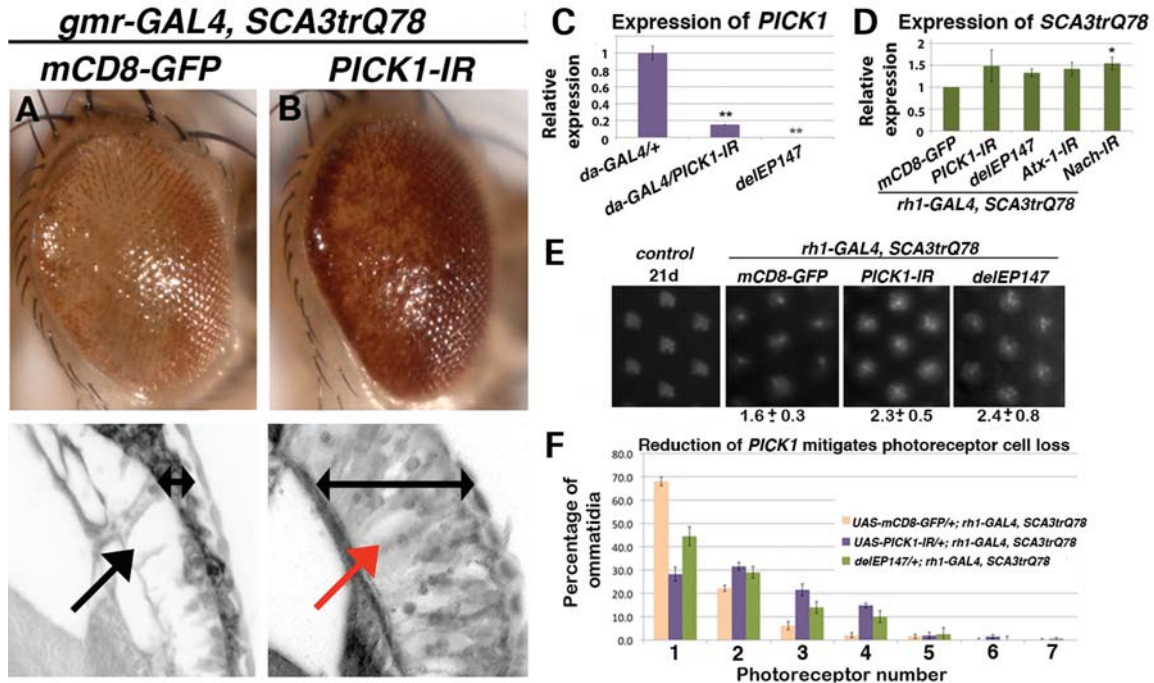 gmr-GAL4, SCA3trQ78
mCD8-GFP
PICK1-IR
A
B
C
Expression of PICK1
Relative
expression
1
0.8
0.6
0.4
0.2
0
**
**
da-GAL4/+
da-GAL4/PICK1-IR
delEP147
D
Expression of SCA3trQ78
Relative
expression
2
1.5
1
0.5
0
*
mCD8-GFP
PICK1-IR
delEP147
Atx-1-IR
Nach-IR
rh1-GAL4, SCA3trQ78
E
control
21d
rh1-GAL4, SCA3trQ78
mCD8-GFP
PICK1-IR
delEP147
1.6 ± 0.3
2.3 ± 0.5
2.4 ± 0.8
F
Reduction of PICK1 mitigates photoreceptor cell loss
Percentage of
ommatidia
80.0
70.0
60.0
50.0
40.0
30.0
20.0
10.0
0.0
UAS-mCD8-GFP/+; rh1-GAL4, SCA3trQ78
UAS-PICK1-IR/+; rh1-GAL4, SCA3trQ78
delEP147/+; rh1-GAL4, SCA3trQ78
1 2 3 4 5 6 7
Photoreceptor number